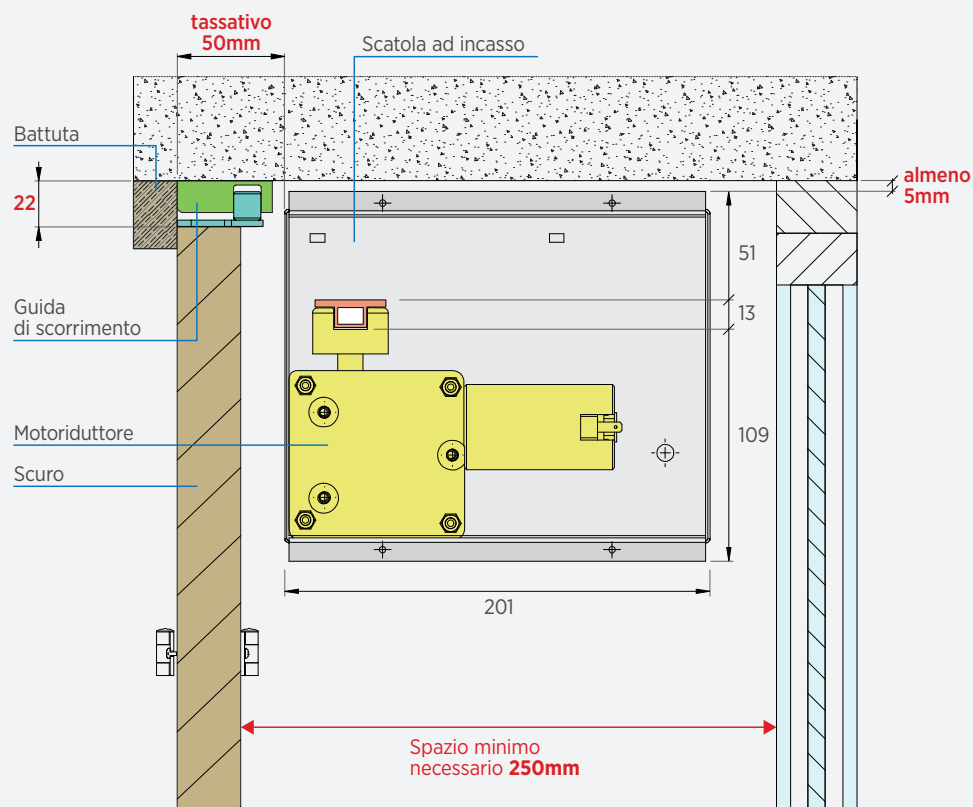 tassativo
50mm
Scatola ad incasso
Battuta
almeno
5mm
22
51
Guida
di scorrimento
13
Motoriduttore
109
Scuro
201
Spazio minimo
necessario 250mm